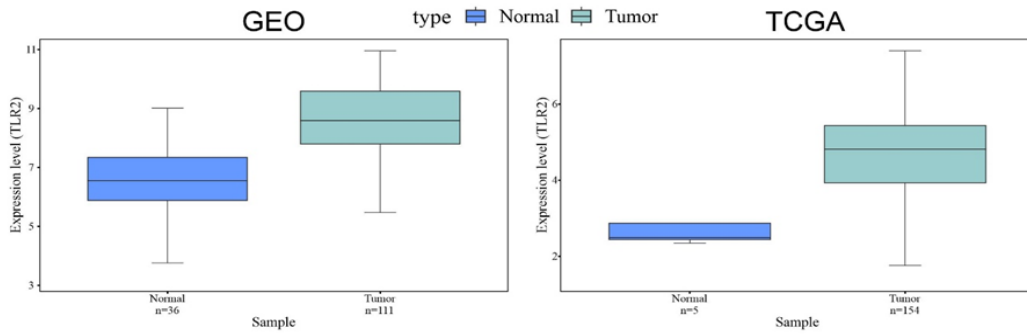 GEO
type Normal Tumor
TCGA
Expression level (TLR2)
11
9
7
5
3
Normal
n=36
Tumor
n=111
Sample
Expression level (TLR2)
6
4
2
Normal
n=5
Tumor
n=154
Sample